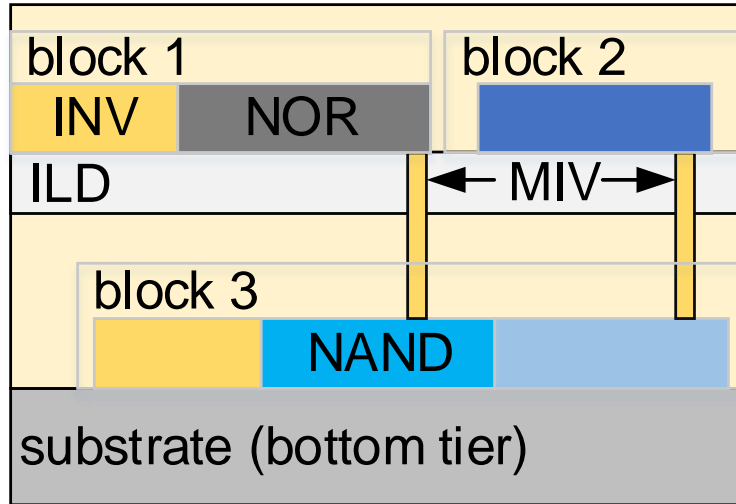 block 1
block 2
INV
NOR
ILD
MIV
block 3
NAND
substrate (bottom tier)